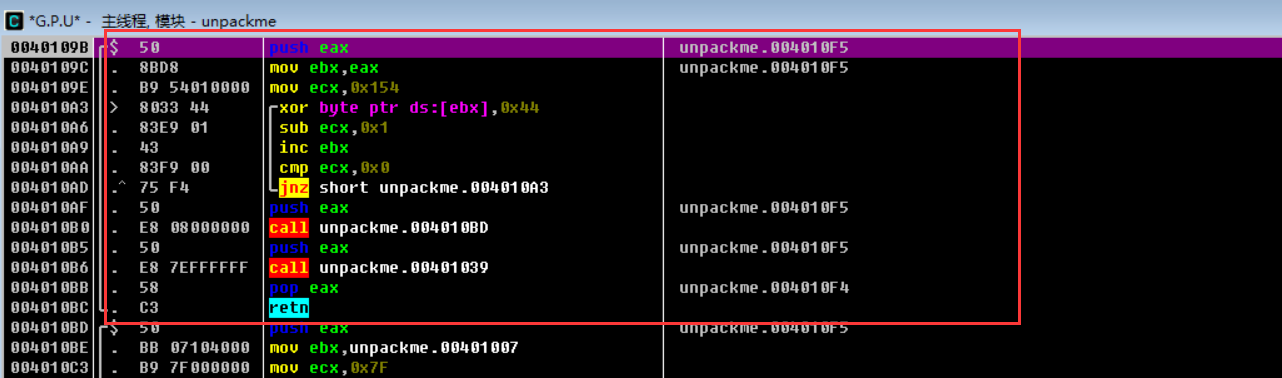 C *G.P.U* - 主线程, 模块 - unpackme
0040109B $ 50 push eax unpackme.004010F5
0040109C . 8BD8 mov ebx,eax unpackme.004010F5
0040109E . B9 54010000 mov ecx,0x154
004010A3 > 8033 44 xor byte ptr ds:[ebx],0x44
004010A6 . 83E9 01 sub ecx,0x1
004010A9 . 43 inc ebx
004010AA . 83F9 00 cmp ecx,0x0
004010AD .^ 75 F4 jnz short unpackme.004010A3
004010AF . 50 push eax unpackme.004010F5
004010B0 . E8 08000000 call unpackme.004010BD
004010B5 . 50 push eax unpackme.004010F5
004010B6 . E8 7EFFFFFF call unpackme.00401039
004010BB . 58 pop eax unpackme.004010F4
004010BC . C3 retn
004010BD $ 50 push eax unpackme.004010F5
004010BE . BB 07104000 mov ebx,unpackme.00401007
004010C3 . B9 7F000000 mov ecx,0x7F